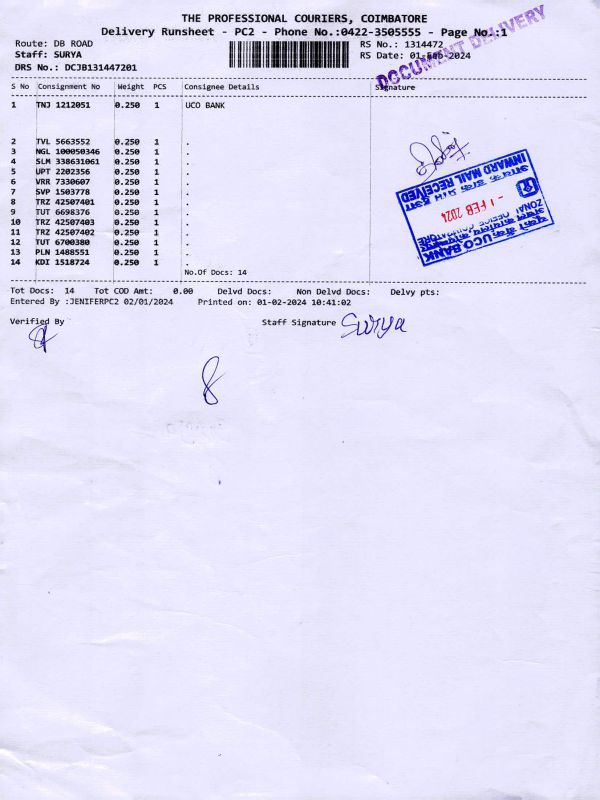 THE PROFESSIONAL COURIERS, COIMBATORE
Delivery Runsheet - PC2 - Phone No.:0422-3505555 - Page No.:1
Route: DB ROAD
RS No.: 1314472
Staff: SURYA
RS Date: 01-Feb-2024
DRS No.: DCJB131447201
DOCUMENT DELIVERY
S No Consignment No Weight PCS Consignee Details Signature
1 TNJ 1212051 0.250 1 UCO BANK
2 TVL 5663552 0.250 1 .
3 NGL 100050346 0.250 1 .
4 SLM 338631061 0.250 1 .
5 UPT 2202356 0.250 1 .
6 VRR 7330607 0.250 1 .
7 SVP 1503778 0.250 1 .
8 TRZ 42507401 0.250 1 .
9 TUT 6698376 0.250 1 .
10 TRZ 42507403 0.250 1 .
11 TRZ 42507402 0.250 1 .
12 TUT 6700380 0.250 1 .
13 PLN 1488551 0.250 1 .
14 KDI 1518724 0.250 1 .
No.Of Docs: 14
UCO BANK
ZONAL OFFICE COIMBATORE
- 1 FEB 2024
INWARD MAIL RECEIVED
Tot Docs: 14 Tot COD Amt: 0.00 Delvd Docs: Non Delvd Docs: Delvy pts:
Entered By :JENIFERPC2 02/01/2024 Printed on: 01-02-2024 10:41:02
Verified By
Staff Signature Surya